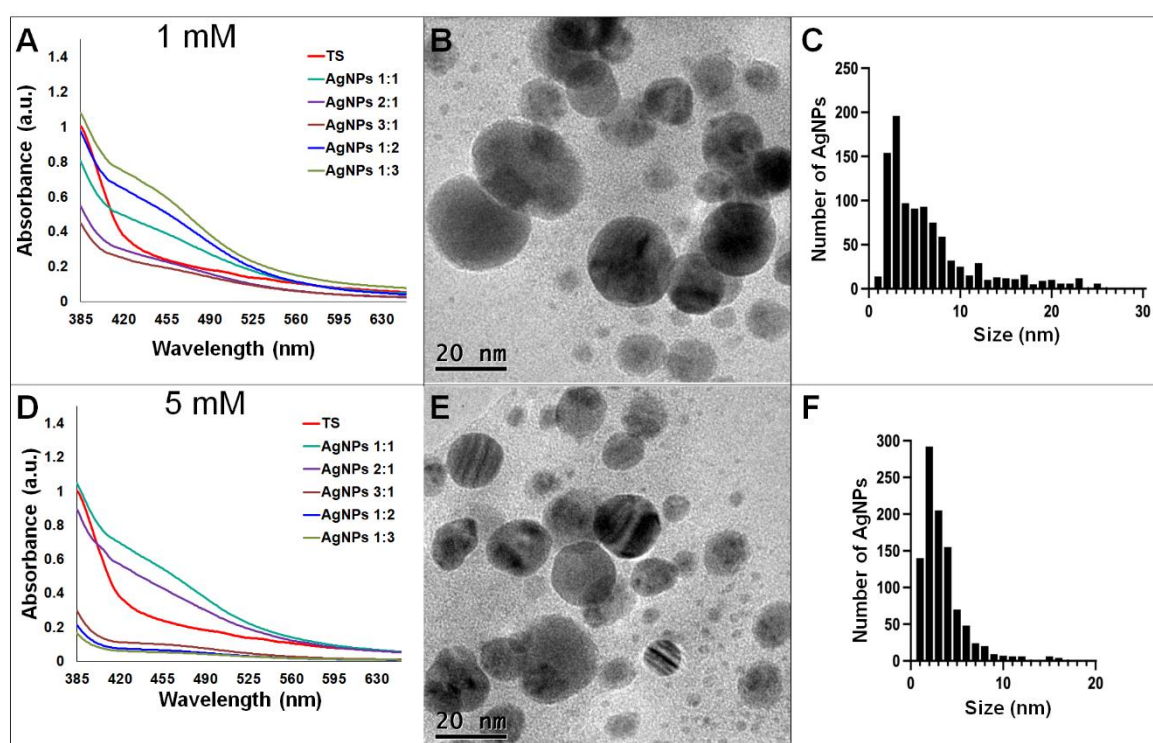 A 1 mM
Absorbance (a.u.)
1.4
1.2
1
0.8
0.6
0.4
0.2
0
385 420 455 490 525 560 595 630
Wavelength (nm)
TS
AgNPs 1:1
AgNPs 2:1
AgNPs 3:1
AgNPs 1:2
AgNPs 1:3
B
20 nm
C
Number of AgNPs
250
200
150
100
50
0
0 10 20 30
Size (nm)
D 5 mM
Absorbance (a.u.)
1.4
1.2
1
0.8
0.6
0.4
0.2
0
385 420 455 490 525 560 595 630
Wavelength (nm)
TS
AgNPs 1:1
AgNPs 2:1
AgNPs 3:1
AgNPs 1:2
AgNPs 1:3
E
20 nm
F
Number of AgNPs
300
250
200
150
100
50
0
0 10 20
Size (nm)